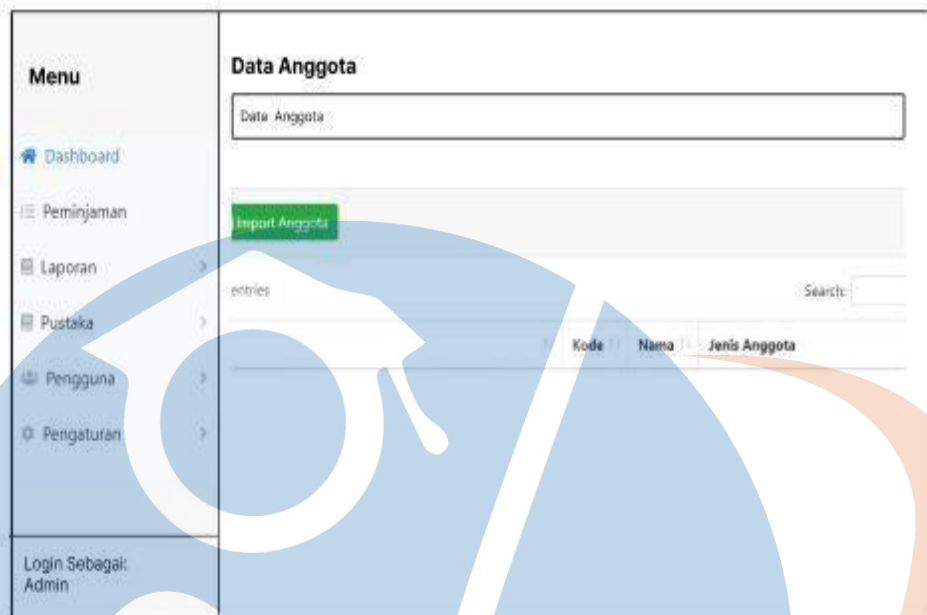 Menu
Dashboard
Peminjaman
Laporan
Pustaka
Pengguna
Pengaturan
Login Sebagai:
Admin
Data Anggota
Data Anggota
Import Anggota
entries
Search:
Kode Nama Jenis Anggota